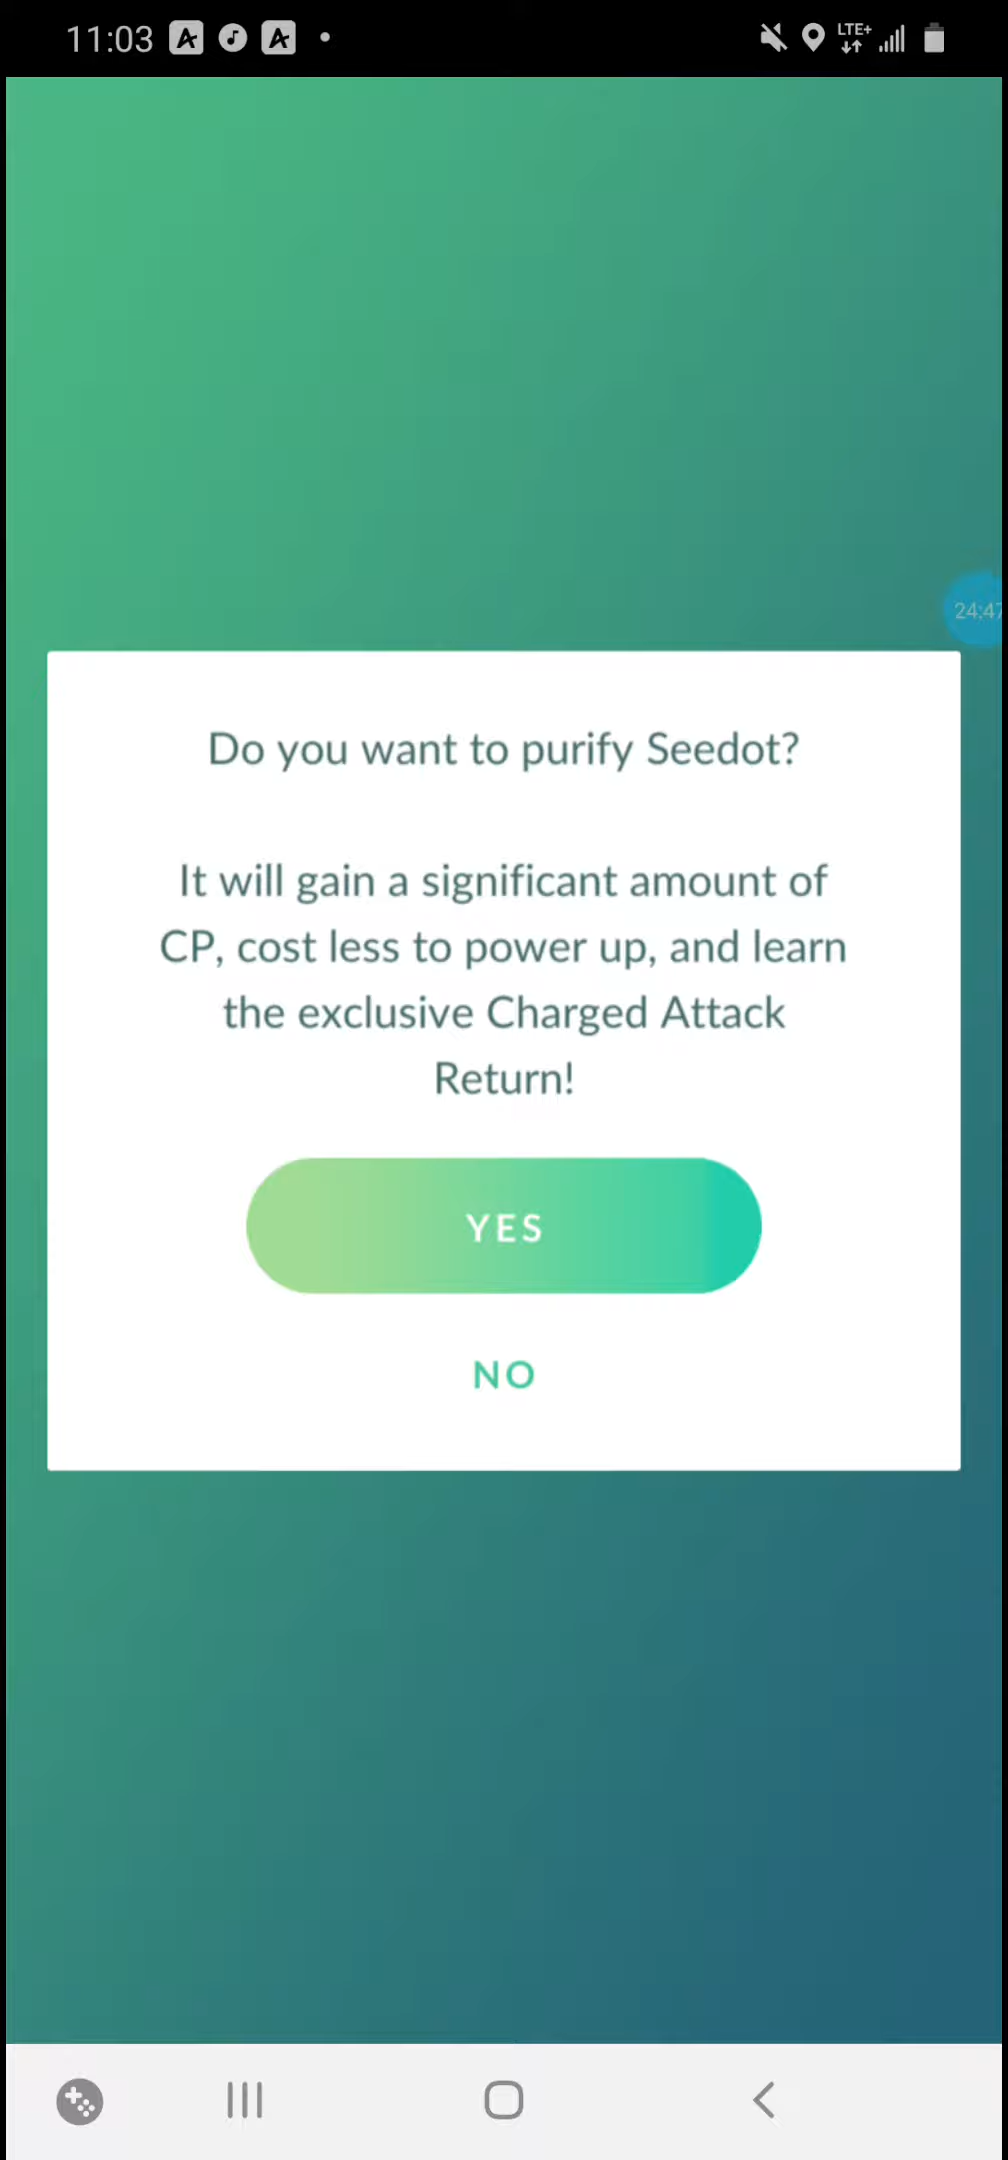 11:03
LTE+
24:47
Do you want to purify Seedot?
It will gain a significant amount of
CP, cost less to power up, and learn
the exclusive Charged Attack
Return!
YES
NO